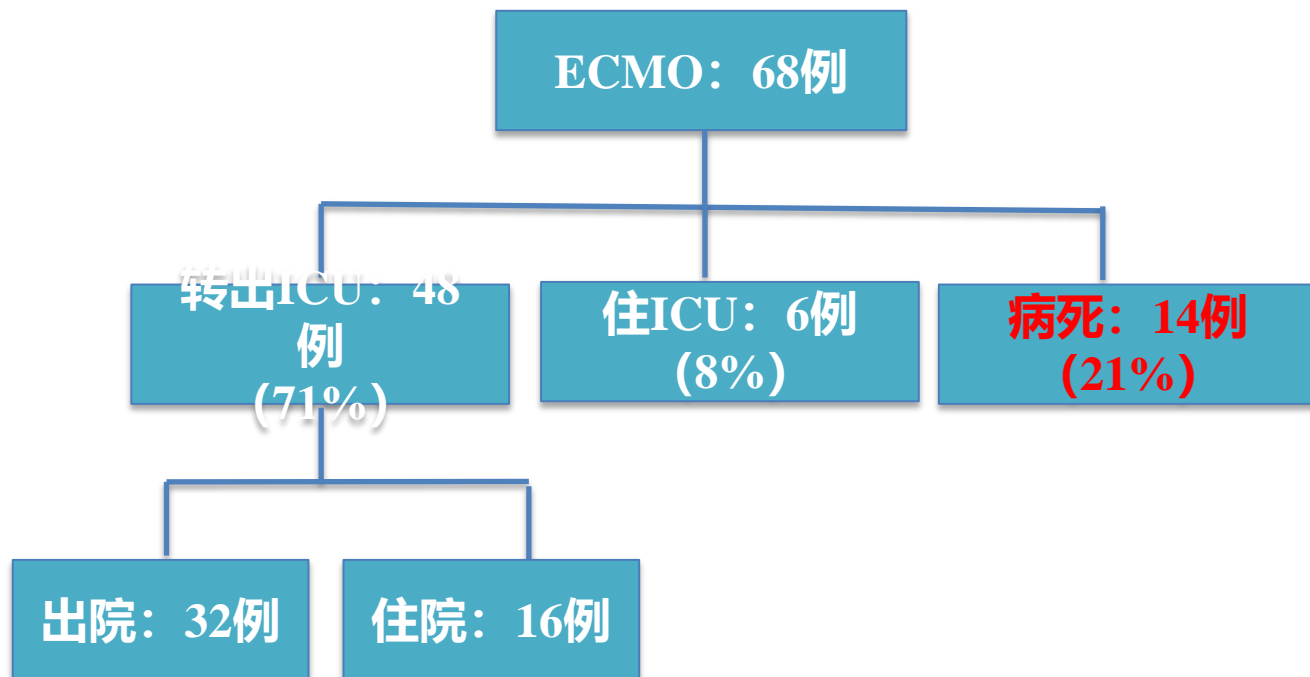 ECMO：68例
转出ICU：48
例
(71%)
住ICU：6例
(8%)
病死：14例
(21%)
出院：32例
住院：16例